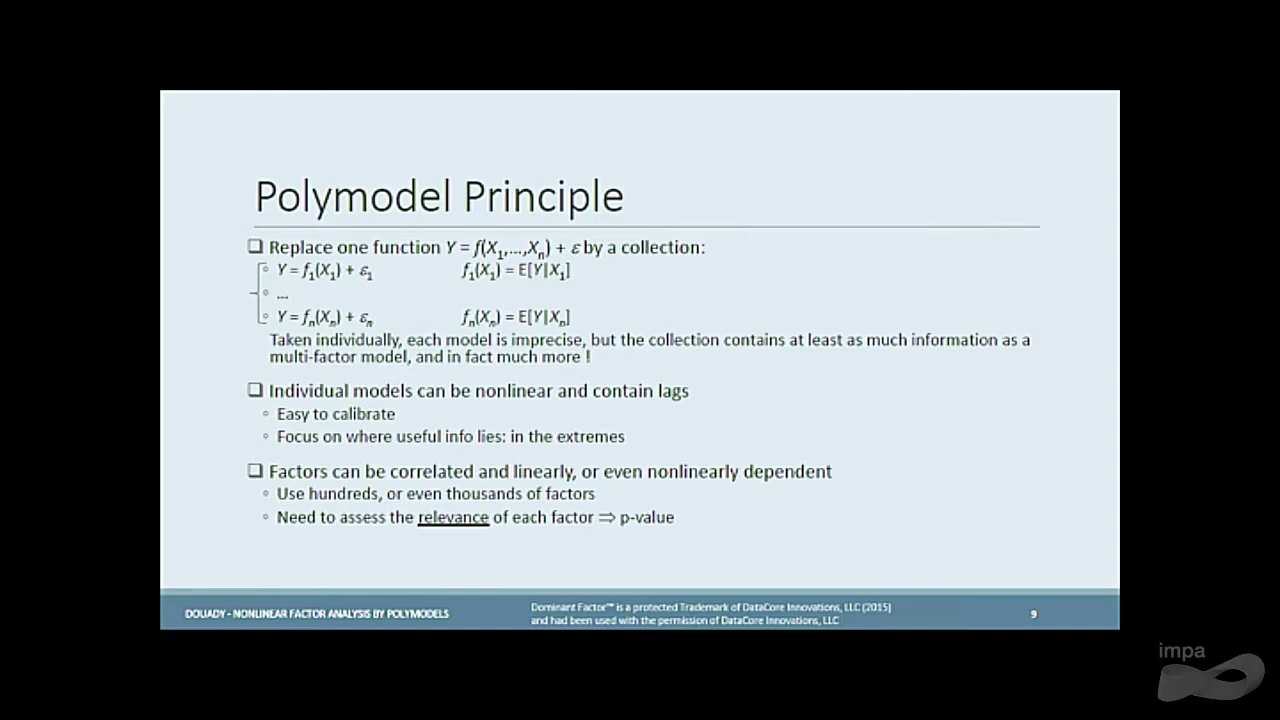 Polymodel Principle
❑ Replace one function Y = f(X1,...,Xn) + ε by a collection:
◦ Y = f1(X1) + ε1 f1(X1) = E[Y|X1]
◦ ...
◦ Y = fn(Xn) + εn fn(Xn) = E[Y|Xn]
Taken individually, each model is imprecise, but the collection contains at least as much information as a
multi-factor model, and in fact much more !
❑ Individual models can be nonlinear and contain lags
◦ Easy to calibrate
◦ Focus on where useful info lies: in the extremes
❑ Factors can be correlated and linearly, or even nonlinearly dependent
◦ Use hundreds, or even thousands of factors
◦ Need to assess the relevance of each factor ⇒ p-value
DOUADY - NONLINEAR FACTOR ANALYSIS BY POLYMODELS
Dominant Factor™ is a protected Trademark of DataCore Innovations, LLC (2015)
and had been used with the permission of DataCore Innovations, LLC
9
impa